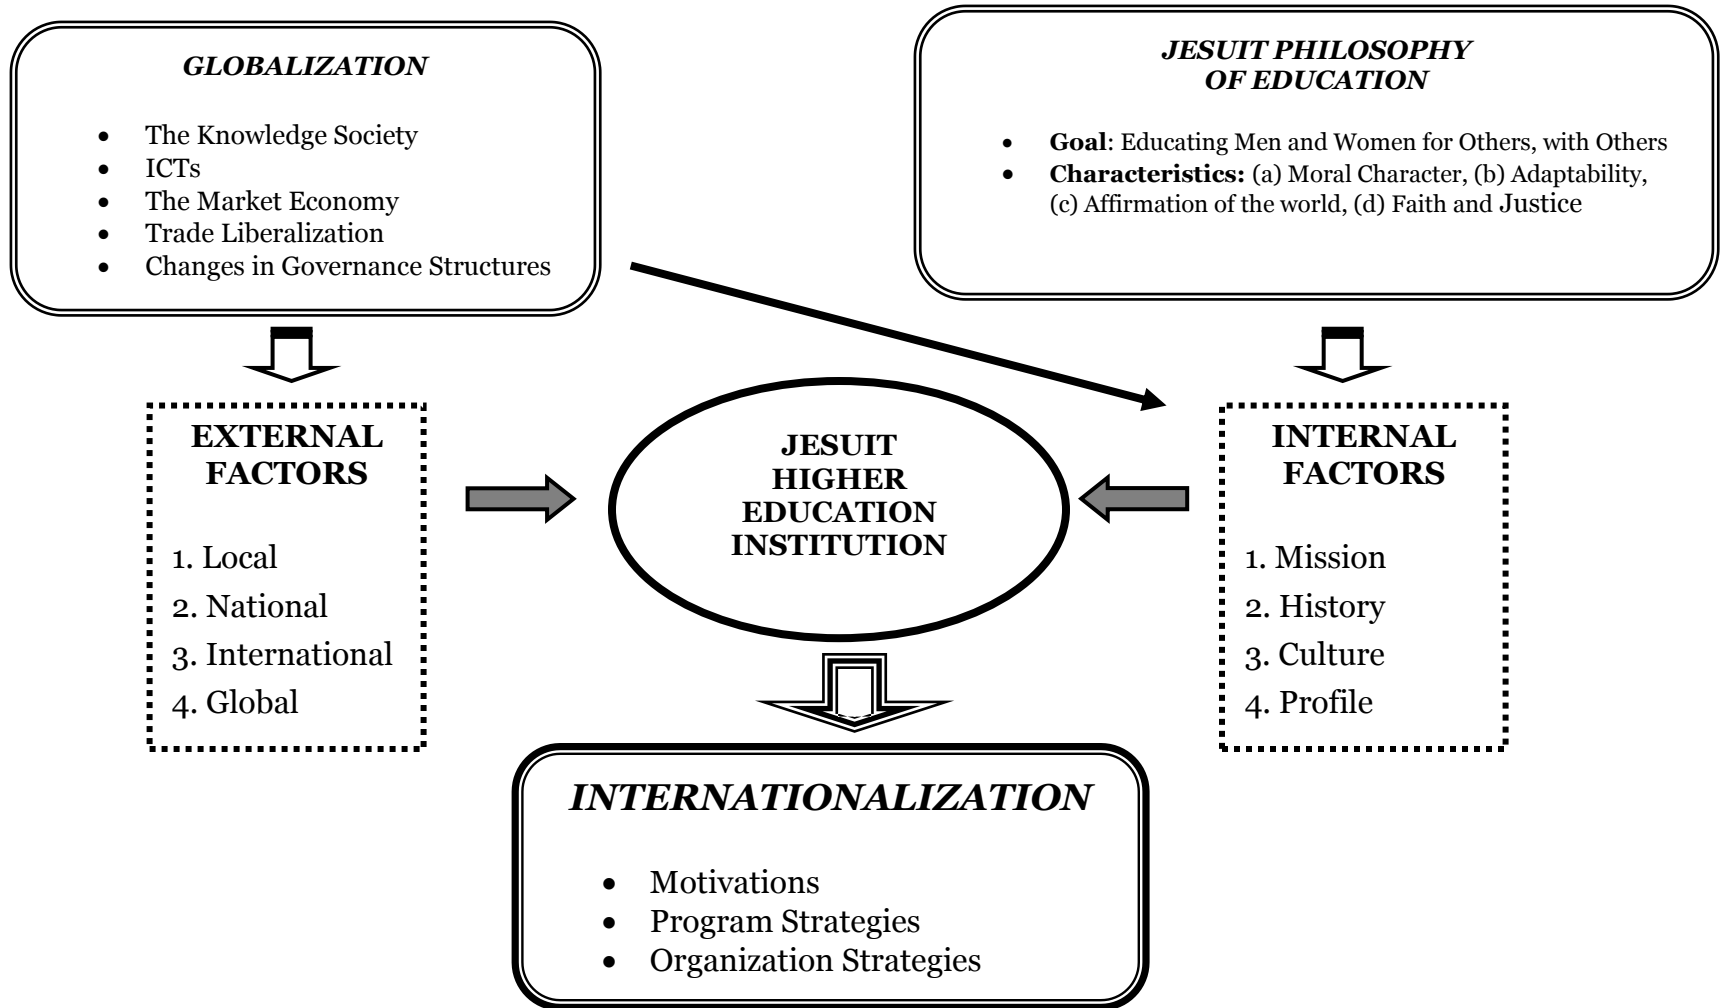 GLOBALIZATION
• The Knowledge Society
• ICTs
• The Market Economy
• Trade Liberalization
• Changes in Governance Structures
JESUIT PHILOSOPHY
OF EDUCATION
• Goal: Educating Men and Women for Others, with Others
• Characteristics: (a) Moral Character, (b) Adaptability,
(c) Affirmation of the world, (d) Faith and Justice
EXTERNAL
FACTORS
1. Local
2. National
3. International
4. Global
JESUIT
HIGHER
EDUCATION
INSTITUTION
INTERNAL
FACTORS
1. Mission
2. History
3. Culture
4. Profile
INTERNATIONALIZATION
• Motivations
• Program Strategies
• Organization Strategies